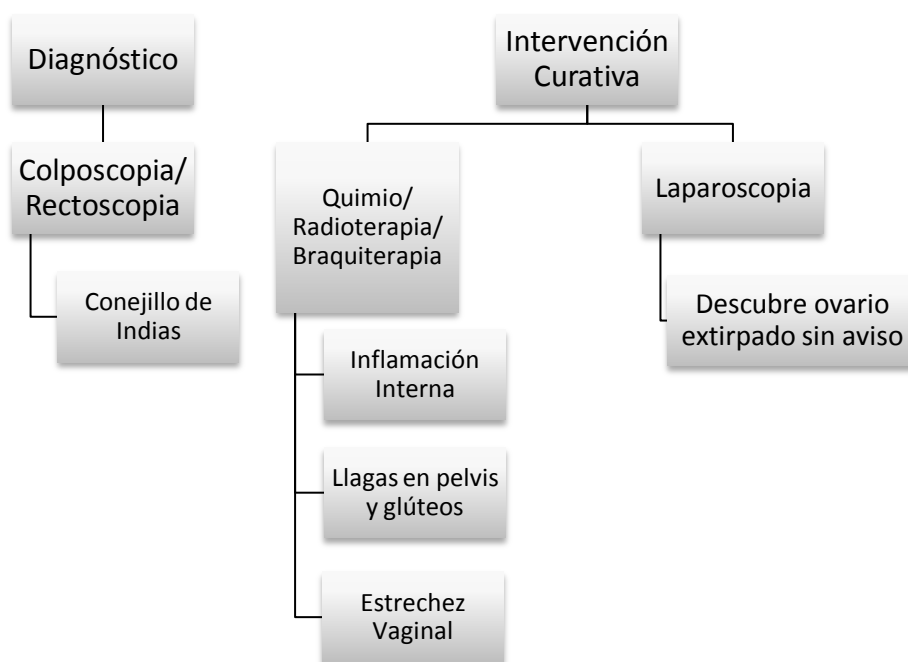 Diagnóstico
Colposcopia/
Rectoscopia
Conejillo de
Indias
Intervención
Curativa
Quimio/
Radioterapia/
Braquiterapia
Inflamación
Interna
Llagas en pelvis
y glúteos
Estrechez
Vaginal
Laparoscopia
Descubre ovario
extirpado sin aviso